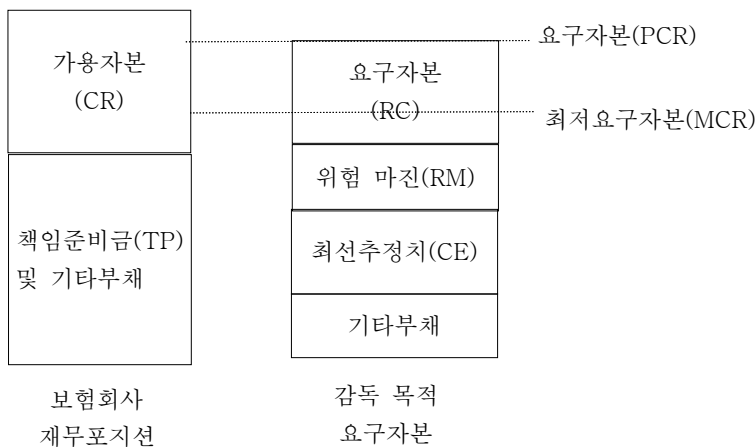 가용자본
(CR)
책임준비금(TP)
및 기타부채
보험회사
재무포지션
요구자본
(RC)
위험 마진(RM)
최선추정치(CE)
기타부채
감독 목적
요구자본
요구자본(PCR)
최저요구자본(MCR)